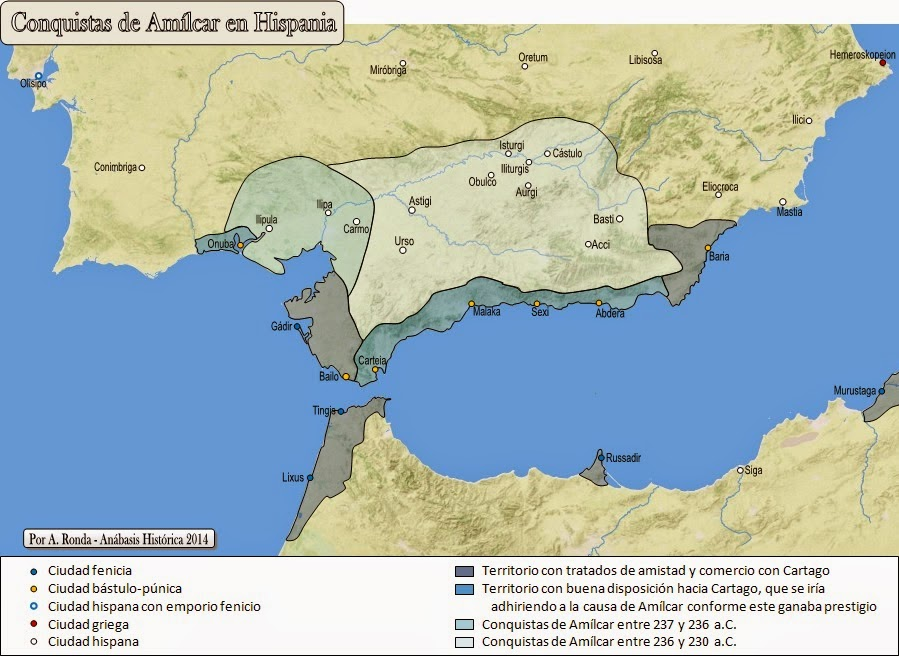 Conquistas de Amílcar en Hispania
Hemeroskopeion
Oretum
Libisosa
Miróbriga
Olisipo
Ilici
Isturgi
Cástulo
Conimbriga
Iliturgis
Obulco
Aurgi
Eliocroca
Astigi
Ilipa
Mastia
Ilipula
Basti
Carmo
Urso
Acci
Onuba
Baria
Malaka
Sexi
Abdera
Gádir
Carteia
Bailo
Murustaga
Tingis
Russadir
Siga
Lixus
Por A. Ronda - Anábasis Histórica 2014
Ciudad fenicia
Ciudad bástulo-púnica
Ciudad hispana con emporio fenicio
Ciudad griega
Ciudad hispana
Territorio con tratados de amistad y comercio con Cartago
Territorio con buena disposición hacia Cartago, que se iría
adhiriendo a la causa de Amílcar conforme este ganaba prestigio
Conquistas de Amílcar entre 237 y 236 a.C.
Conquistas de Amílcar entre 236 y 230 a.C.